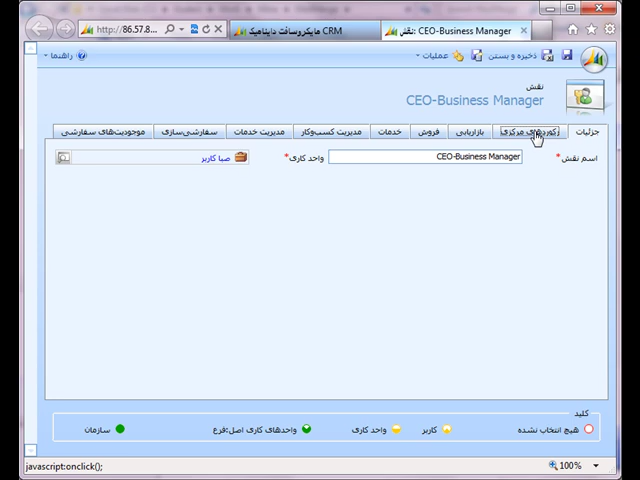 http://86.57.8...
مایکروسافت داینامیک CRM
نقش: CEO-Business Manager
ذخیره و بستن
عملیات
راهنما
نقش
CEO-Business Manager
جزئیات
رکوردهای مرکزی
بازاریابی
فروش
خدمات
مدیریت کسب‌وکار
مدیریت خدمات
سفارشی‌سازی
موجودیت‌های سفارشی
اسم نقش*
CEO-Business Manager
واحد کاری*
صبا کاربر
کلید
هیچ انتخاب نشده
کاربر
واحد کاری
واحدهای کاری اصل:فرع
سازمان
javascript:onclick();
100%